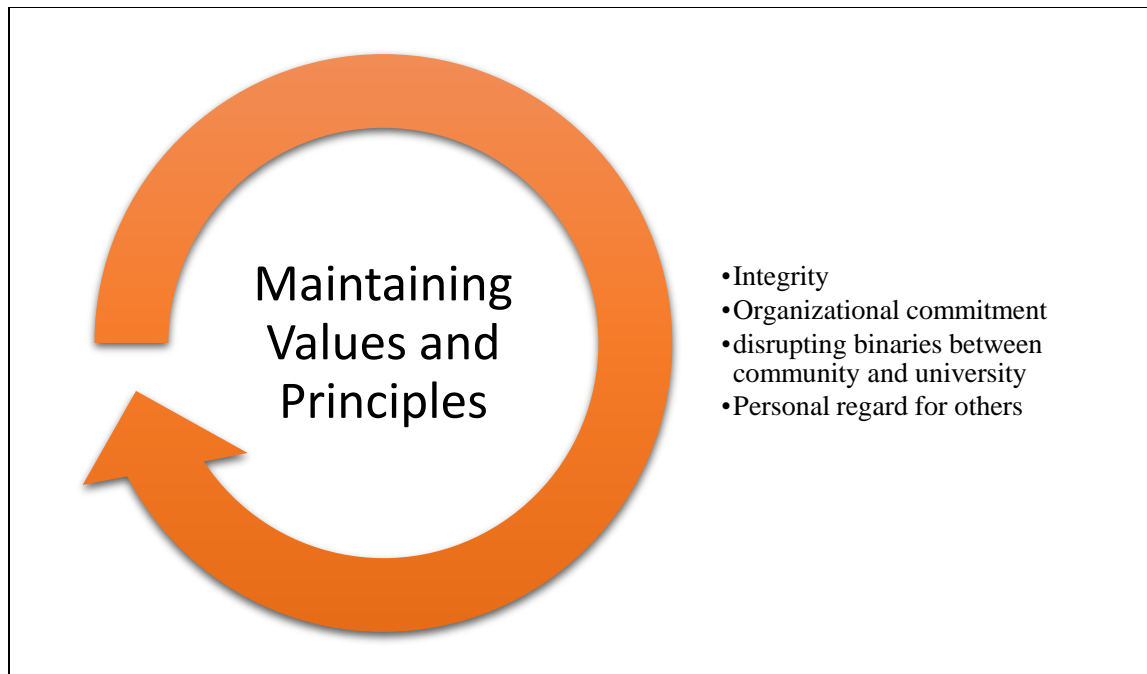 Maintaining
Values and
Principles
•Integrity
•Organizational commitment
•disrupting binaries between
community and university
•Personal regard for others